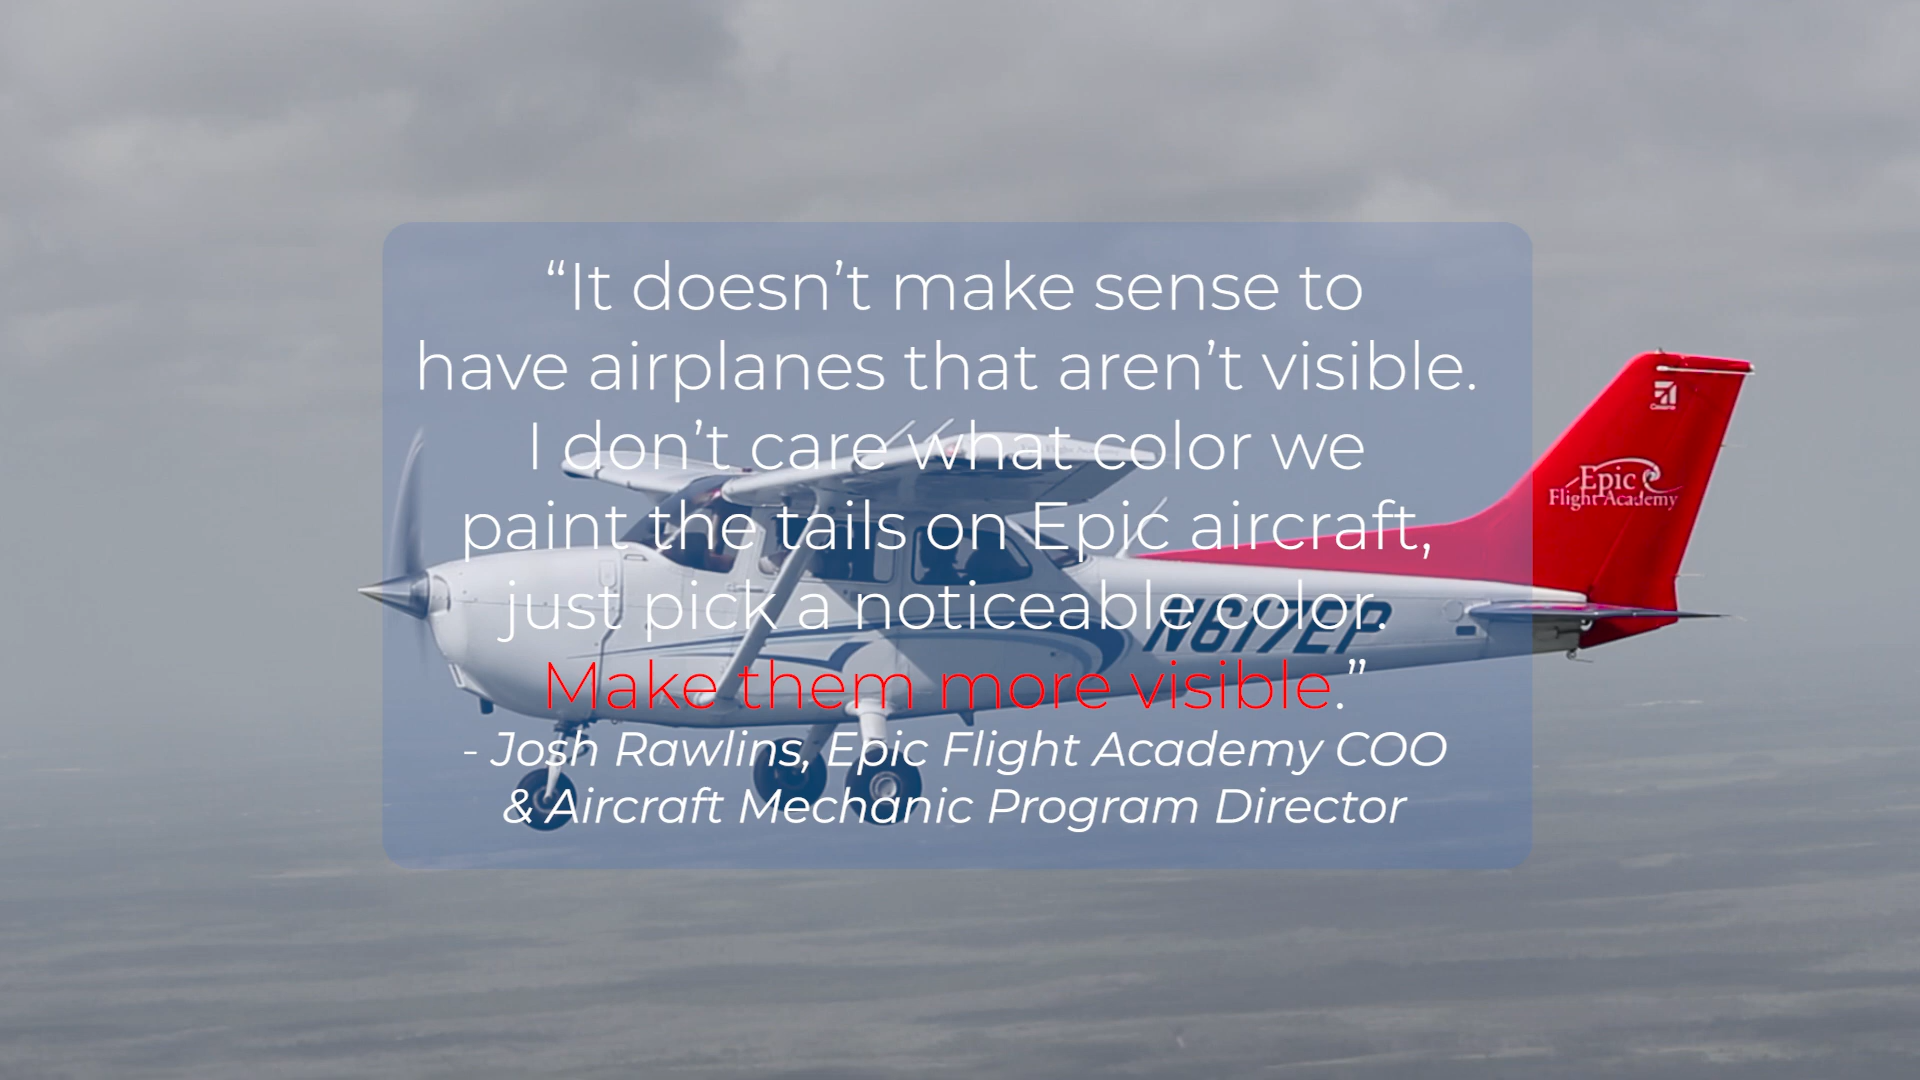 “It doesn’t make sense to
have airplanes that aren’t visible.
I don’t care what color we
paint the tails on Epic aircraft,
just pick a noticeable color.
Make them more visible.”
- Josh Rawlins, Epic Flight Academy COO
& Aircraft Mechanic Program Director
Cessna
Epic
Flight Academy
N617EP